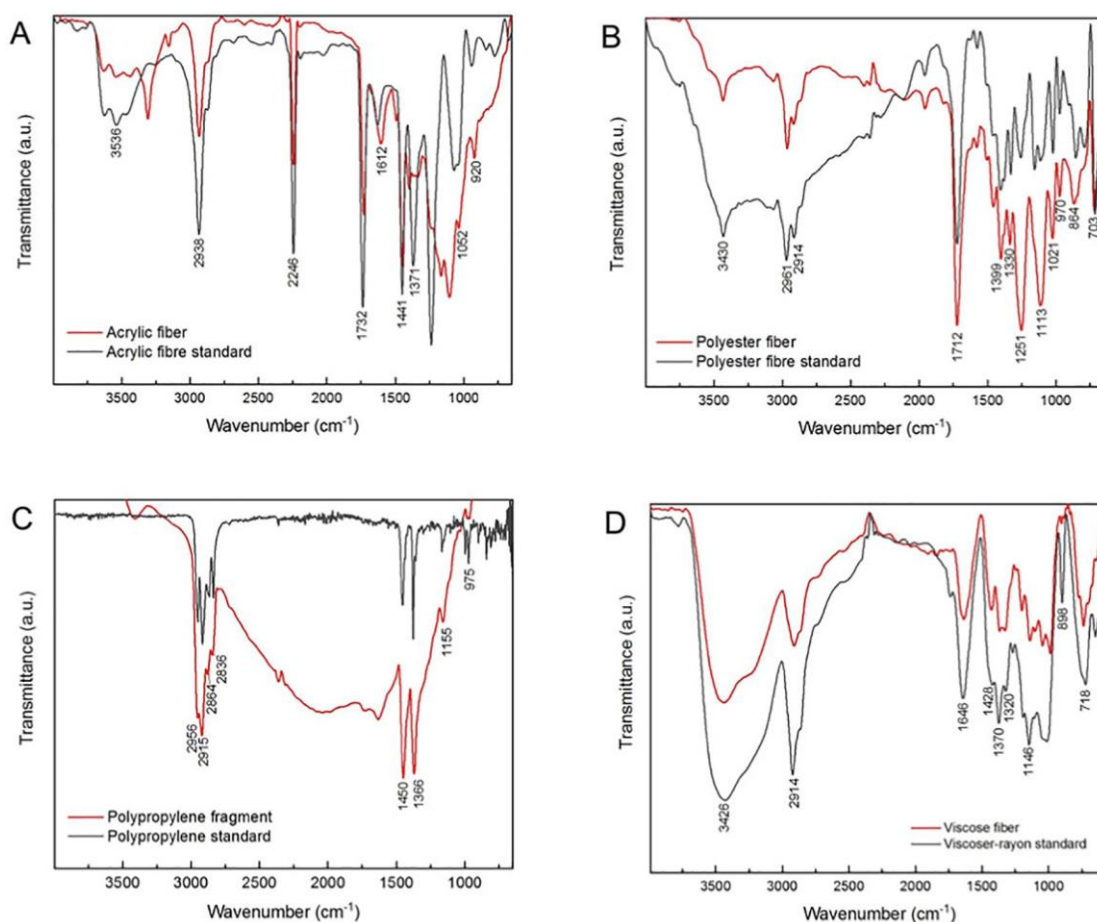 A
Transmittance (a.u.)
3536
2938
2246
1732
1612
1441
1371
1052
920
Acrylic fiber
Acrylic fibre standard
3500 3000 2500 2000 1500 1000
Wavenumber (cm⁻¹)
B
Transmittance (a.u.)
3430
2961
2914
1712
1399
1330
1251
1113
1021
970
864
703
Polyester fiber
Polyester fibre standard
3500 3000 2500 2000 1500 1000
Wavenumber (cm⁻¹)
C
Transmittance (a.u.)
2956
2915
2864
2836
1450
1366
1155
975
Polypropylene fragment
Polypropylene standard
3500 3000 2500 2000 1500 1000
Wavenumber (cm⁻¹)
D
Transmittance (a.u.)
3426
2914
1646
1428
1370
1320
1146
898
718
Viscose fiber
Viscoser-rayon standard
3500 3000 2500 2000 1500 1000
Wavenumber (cm⁻¹)